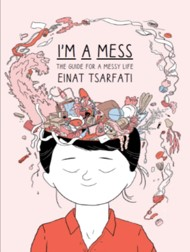 I'M A MESS
THE GUIDE FOR A MESSY LIFE
EINAT TSARFATI